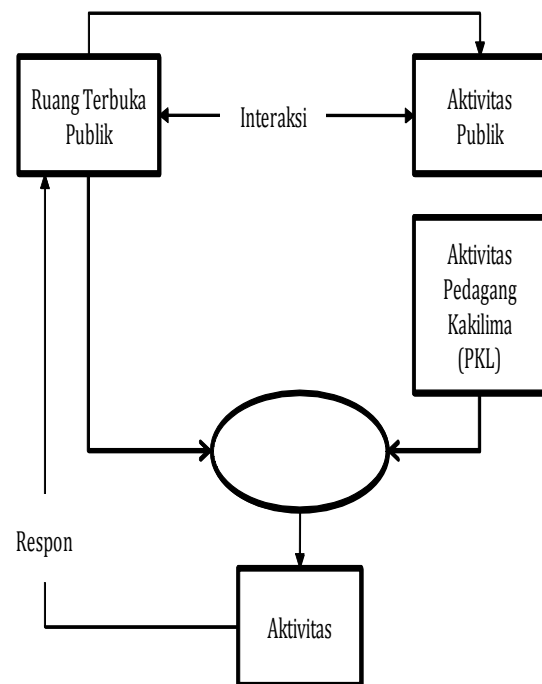 Ruang Terbuka
Publik
Interaksi
Aktivitas
Publik
Aktivitas
Pedagang
Kakilima
(PKL)
Respon
Aktivitas